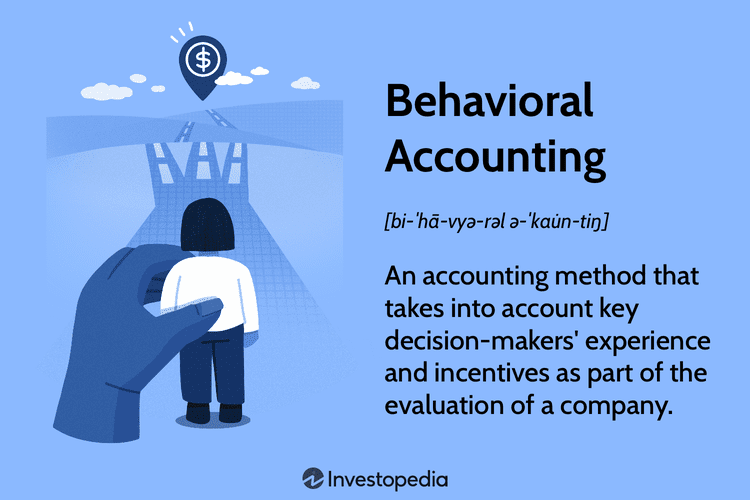 Behavioral
Accounting
[bi-ˈhā-vyə-rəl ə-ˈkau̇n-tiŋ]
An accounting method that
takes into account key
decision-makers' experience
and incentives as part of the
evaluation of a company.
$
Investopedia